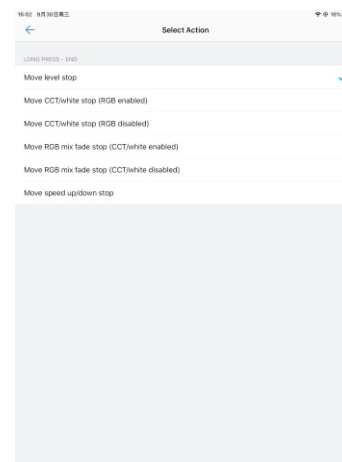 16:02 9月30日周三
16%
Select Action
LONG PRESS - END
Move level stop
Move CCT/white stop (RGB enabled)
Move CCT/white stop (RGB disabled)
Move RGB mix fade stop (CCT/white enabled)
Move RGB mix fade stop (CCT/white disabled)
Move speed up/down stop